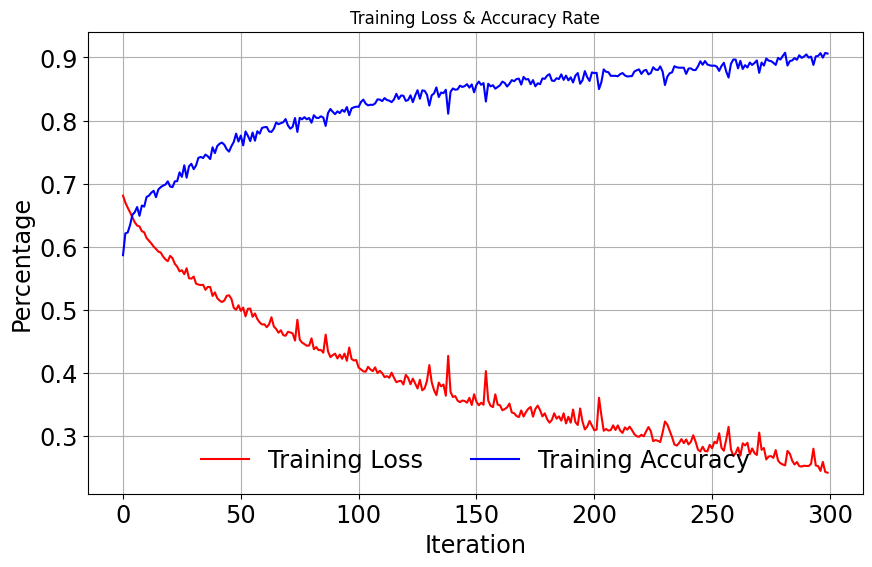 Training Loss & Accuracy Rate
Percentage
0.9
0.8
0.7
0.6
0.5
0.4
0.3
Training Loss
Training Accuracy
0 50 100 150 200 250 300
Iteration